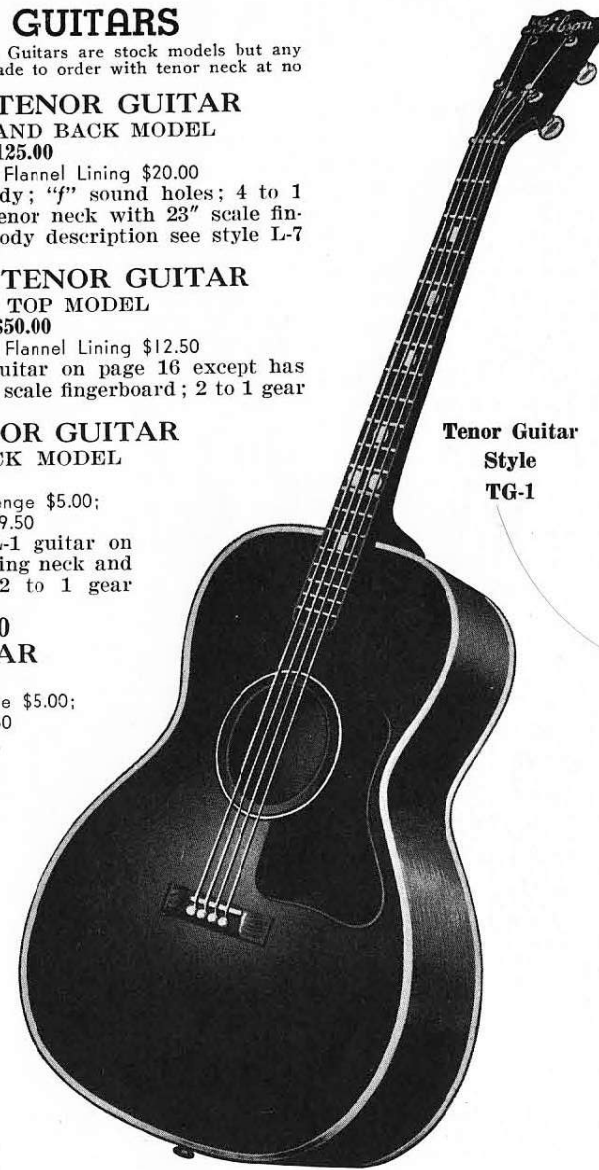 GUITARS
Guitars are stock models but any
ade to order with tenor neck at no
TENOR GUITAR
AND BACK MODEL
125.00
Flannel Lining $20.00
dy; "f" sound holes; 4 to 1
enor neck with 23" scale fin-
ody description see style L-7
TENOR GUITAR
TOP MODEL
$50.00
Flannel Lining $12.50
uitar on page 16 except has
scale fingerboard; 2 to 1 gear
OR GUITAR
CK MODEL
enge $5.00;
9.50
L-1 guitar on
ing neck and
2 to 1 gear
0
AR
e $5.00;
50
Gibson
Tenor Guitar
Style
TG-1